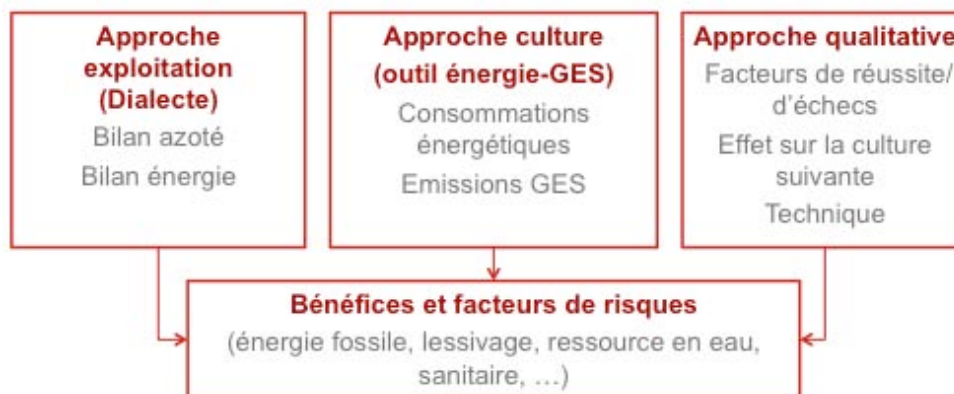 Approche
exploitation
(Dialecte)
Bilan azoté
Bilan énergie
Approche culture
(outil énergie-GES)
Consommations
énergétiques
Emissions GES
Approche qualitative
Facteurs de réussite/
d'échecs
Effet sur la culture
suivante
Technique
Bénéfices et facteurs de risques
(énergie fossile, lessivage, ressource en eau,
sanitaire, …)